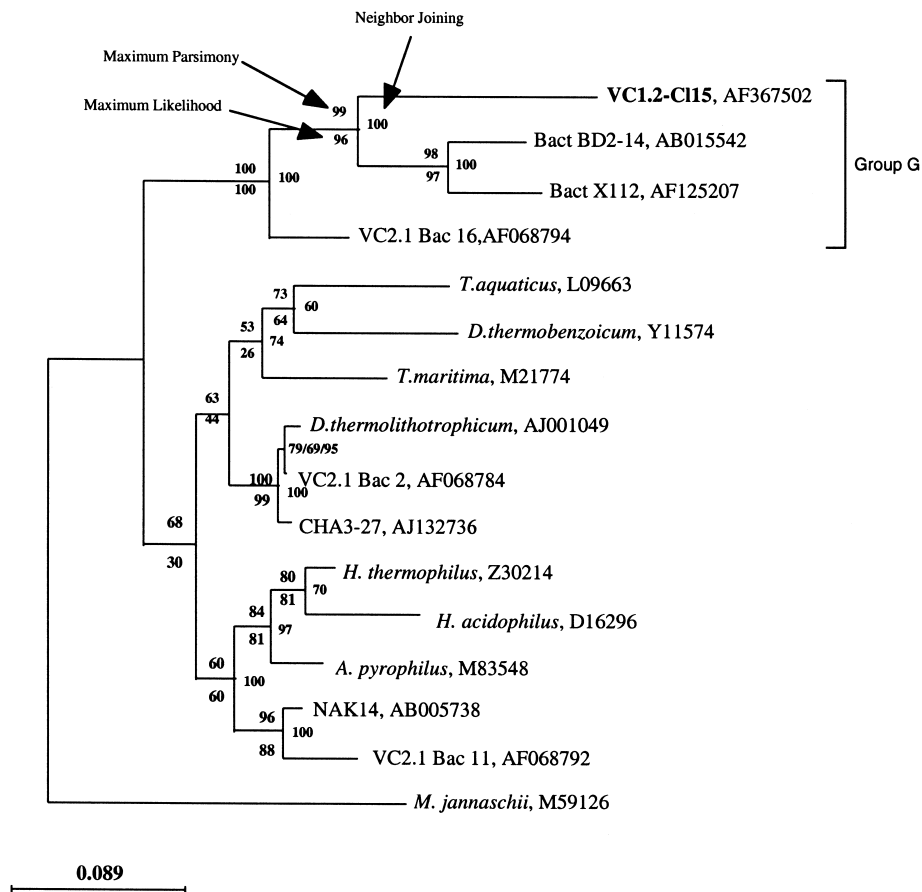 Neighbor Joining
Maximum Parsimony
Maximum Likelihood
99
100
96
VC1.2-Cl15, AF367502
98
100
97
Bact BD2-14, AB015542
Bact X112, AF125207
Group G
100
100
100
VC2.1 Bac 16,AF068794
73
60
64
T.aquaticus, L09663
D.thermobenzoicum, Y11574
53
74
26
T.maritima, M21774
63
44
D.thermolithotrophicum, AJ001049
79/69/95
100
VC2.1 Bac 2, AF068784
99
100
CHA3-27, AJ132736
68
30
80
70
81
H. thermophilus, Z30214
H. acidophilus, D16296
84
97
81
A. pyrophilus, M83548
60
100
60
96
100
88
NAK14, AB005738
VC2.1 Bac 11, AF068792
M. jannaschii, M59126
0.089